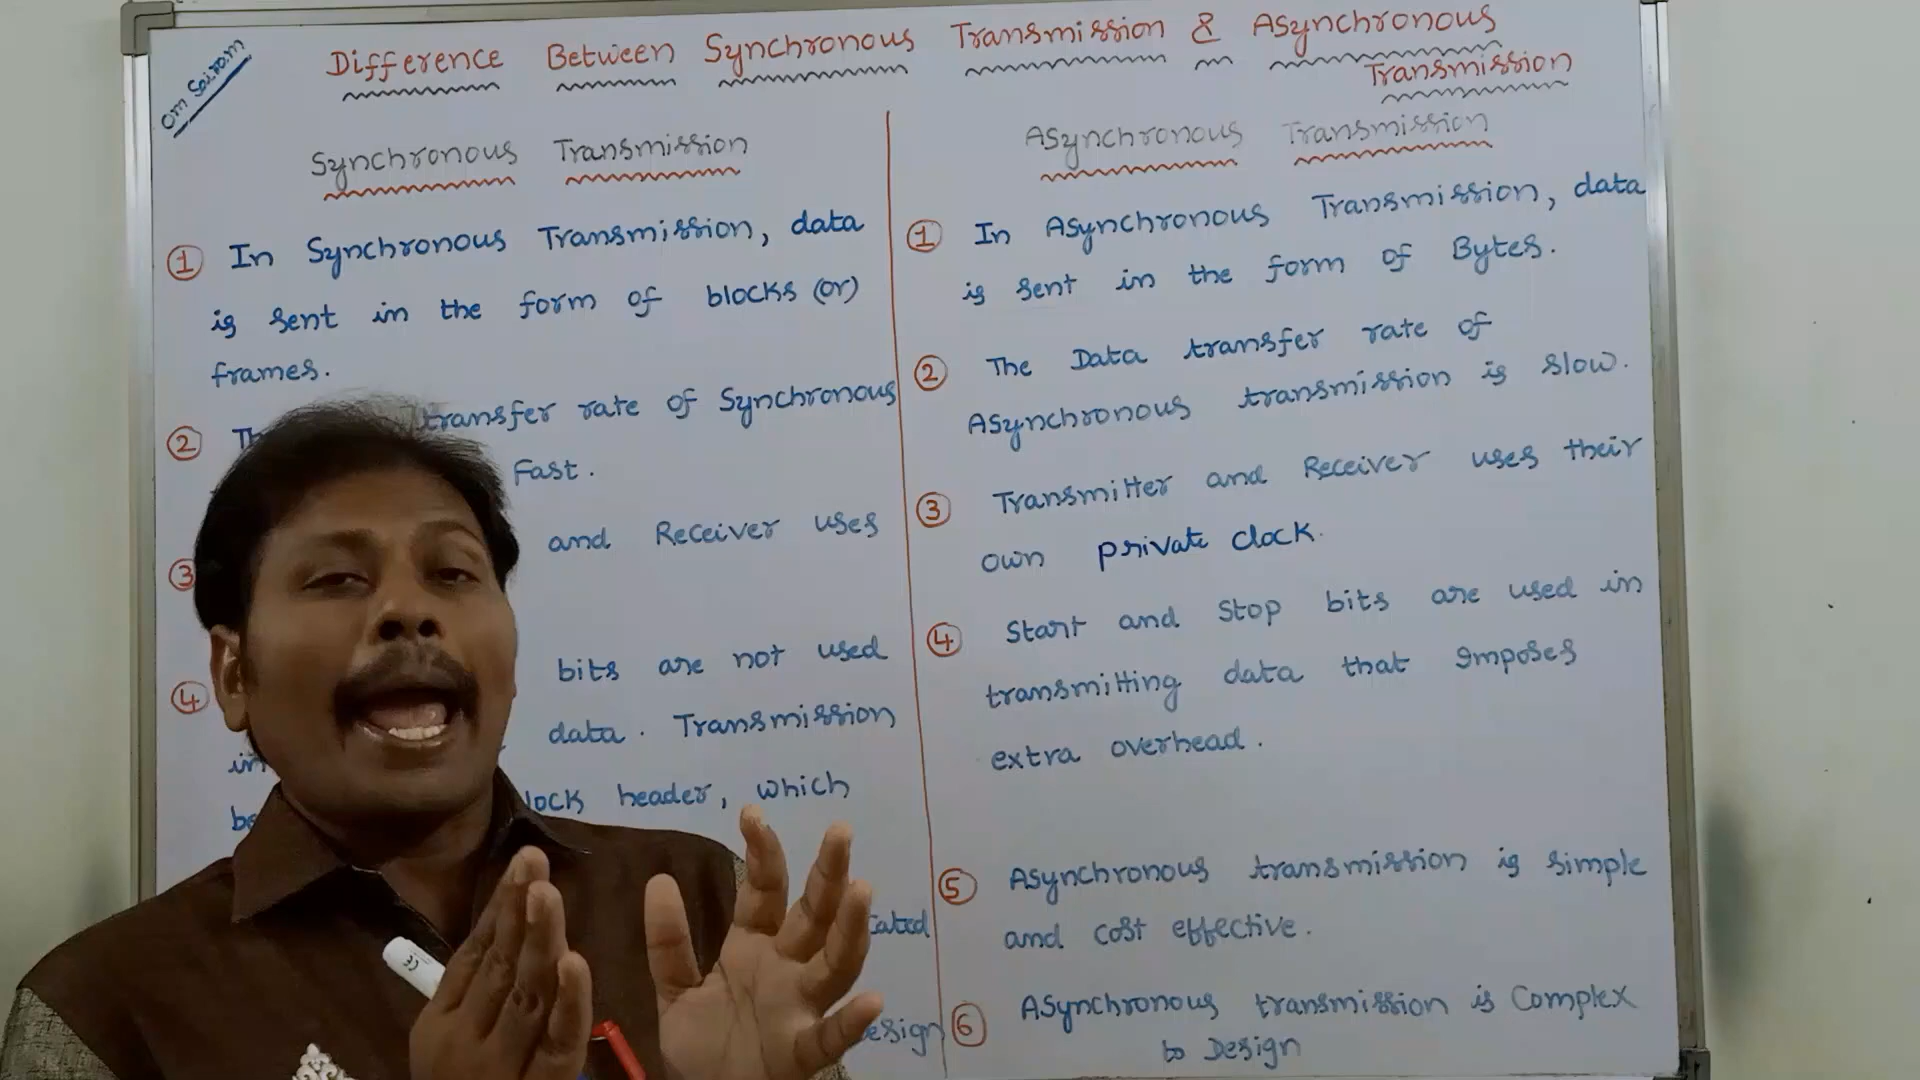 Om Sairam
Difference Between Synchronous Transmission & Asynchronous
Transmission
Synchronous Transmission
① In Synchronous Transmission, data
is sent in the form of blocks (or)
frames.
② transfer rate of Synchronous
Fast.
③ and Receiver uses
④ bits are not used
in data. Transmission
header, which
Asynchronous Transmission
① In Asynchronous Transmission, data
is sent in the form of Bytes.
② The Data transfer rate of
Asynchronous transmission is slow.
③ Transmitter and Receiver uses their
own private clock.
④ Start and Stop bits are used in
transmitting data that imposes
extra overhead.
⑤ Asynchronous transmission is simple
and cost effective.
⑥ Asynchronous transmission is Complex
to Design